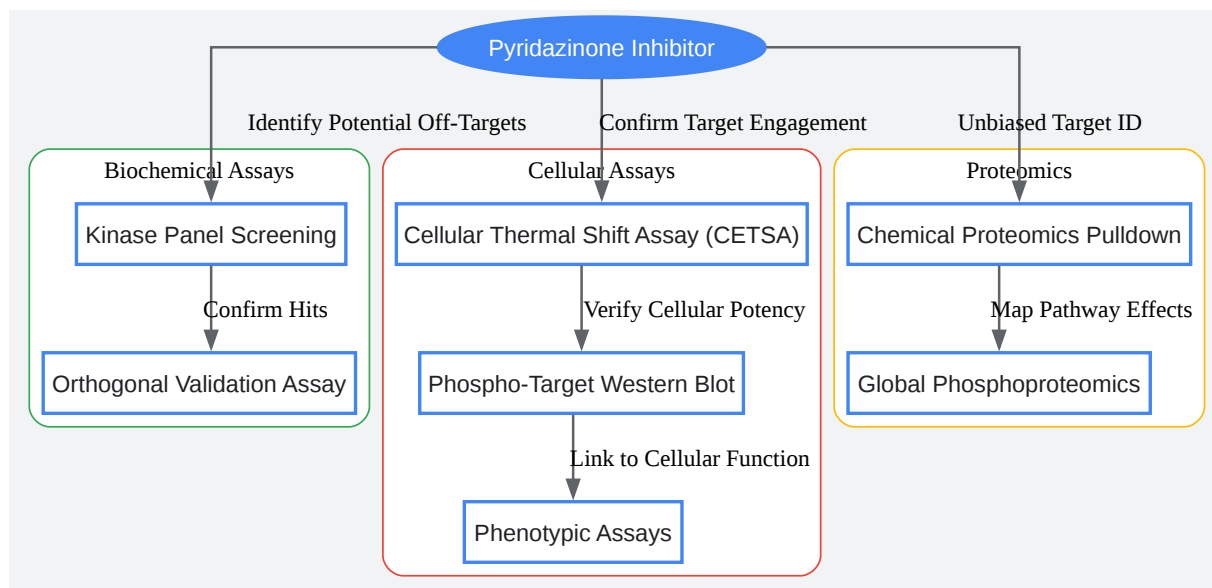 Pyridazinone Inhibitor
Identify Potential Off-Targets
Confirm Target Engagement
Unbiased Target ID
Biochemical Assays
Cellular Assays
Proteomics
Kinase Panel Screening
Cellular Thermal Shift Assay (CETSA)
Chemical Proteomics Pulldown
Confirm Hits
Verify Cellular Potency
Map Pathway Effects
Orthogonal Validation Assay
Phospho-Target Western Blot
Global Phosphoproteomics
Link to Cellular Function
Phenotypic Assays